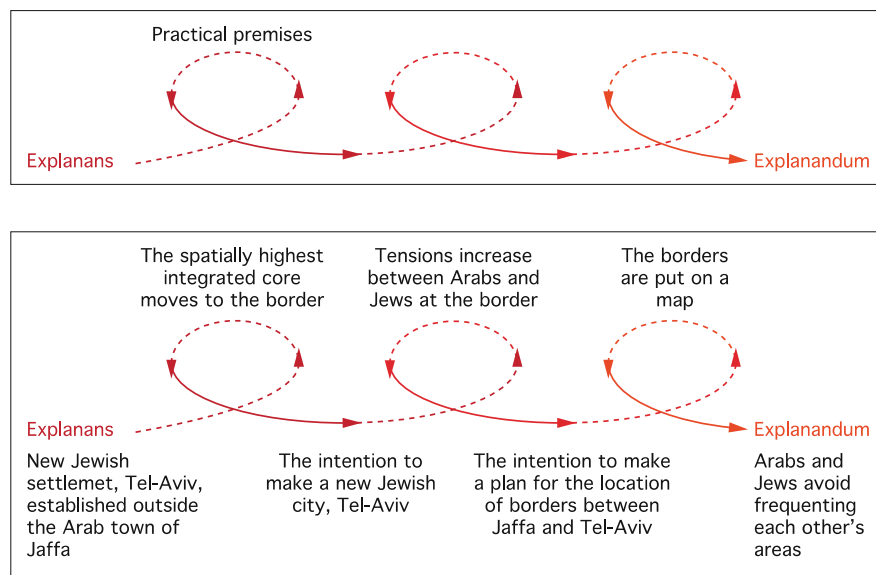 Practical premises
Explanans
Explanandum
The spatially highest
integrated core
moves to the border
Tensions increase
between Arabs and
Jews at the border
The borders
are put on a
map
Explanans
Explanandum
New Jewish
settlemet, Tel-Aviv,
established outside
the Arab town of
Jaffa
The intention to
make a new Jewish
city, Tel-Aviv
The intention to make
a plan for the location
of borders between
Jaffa and Tel-Aviv
Arabs and
Jews avoid
frequenting
each other's
areas